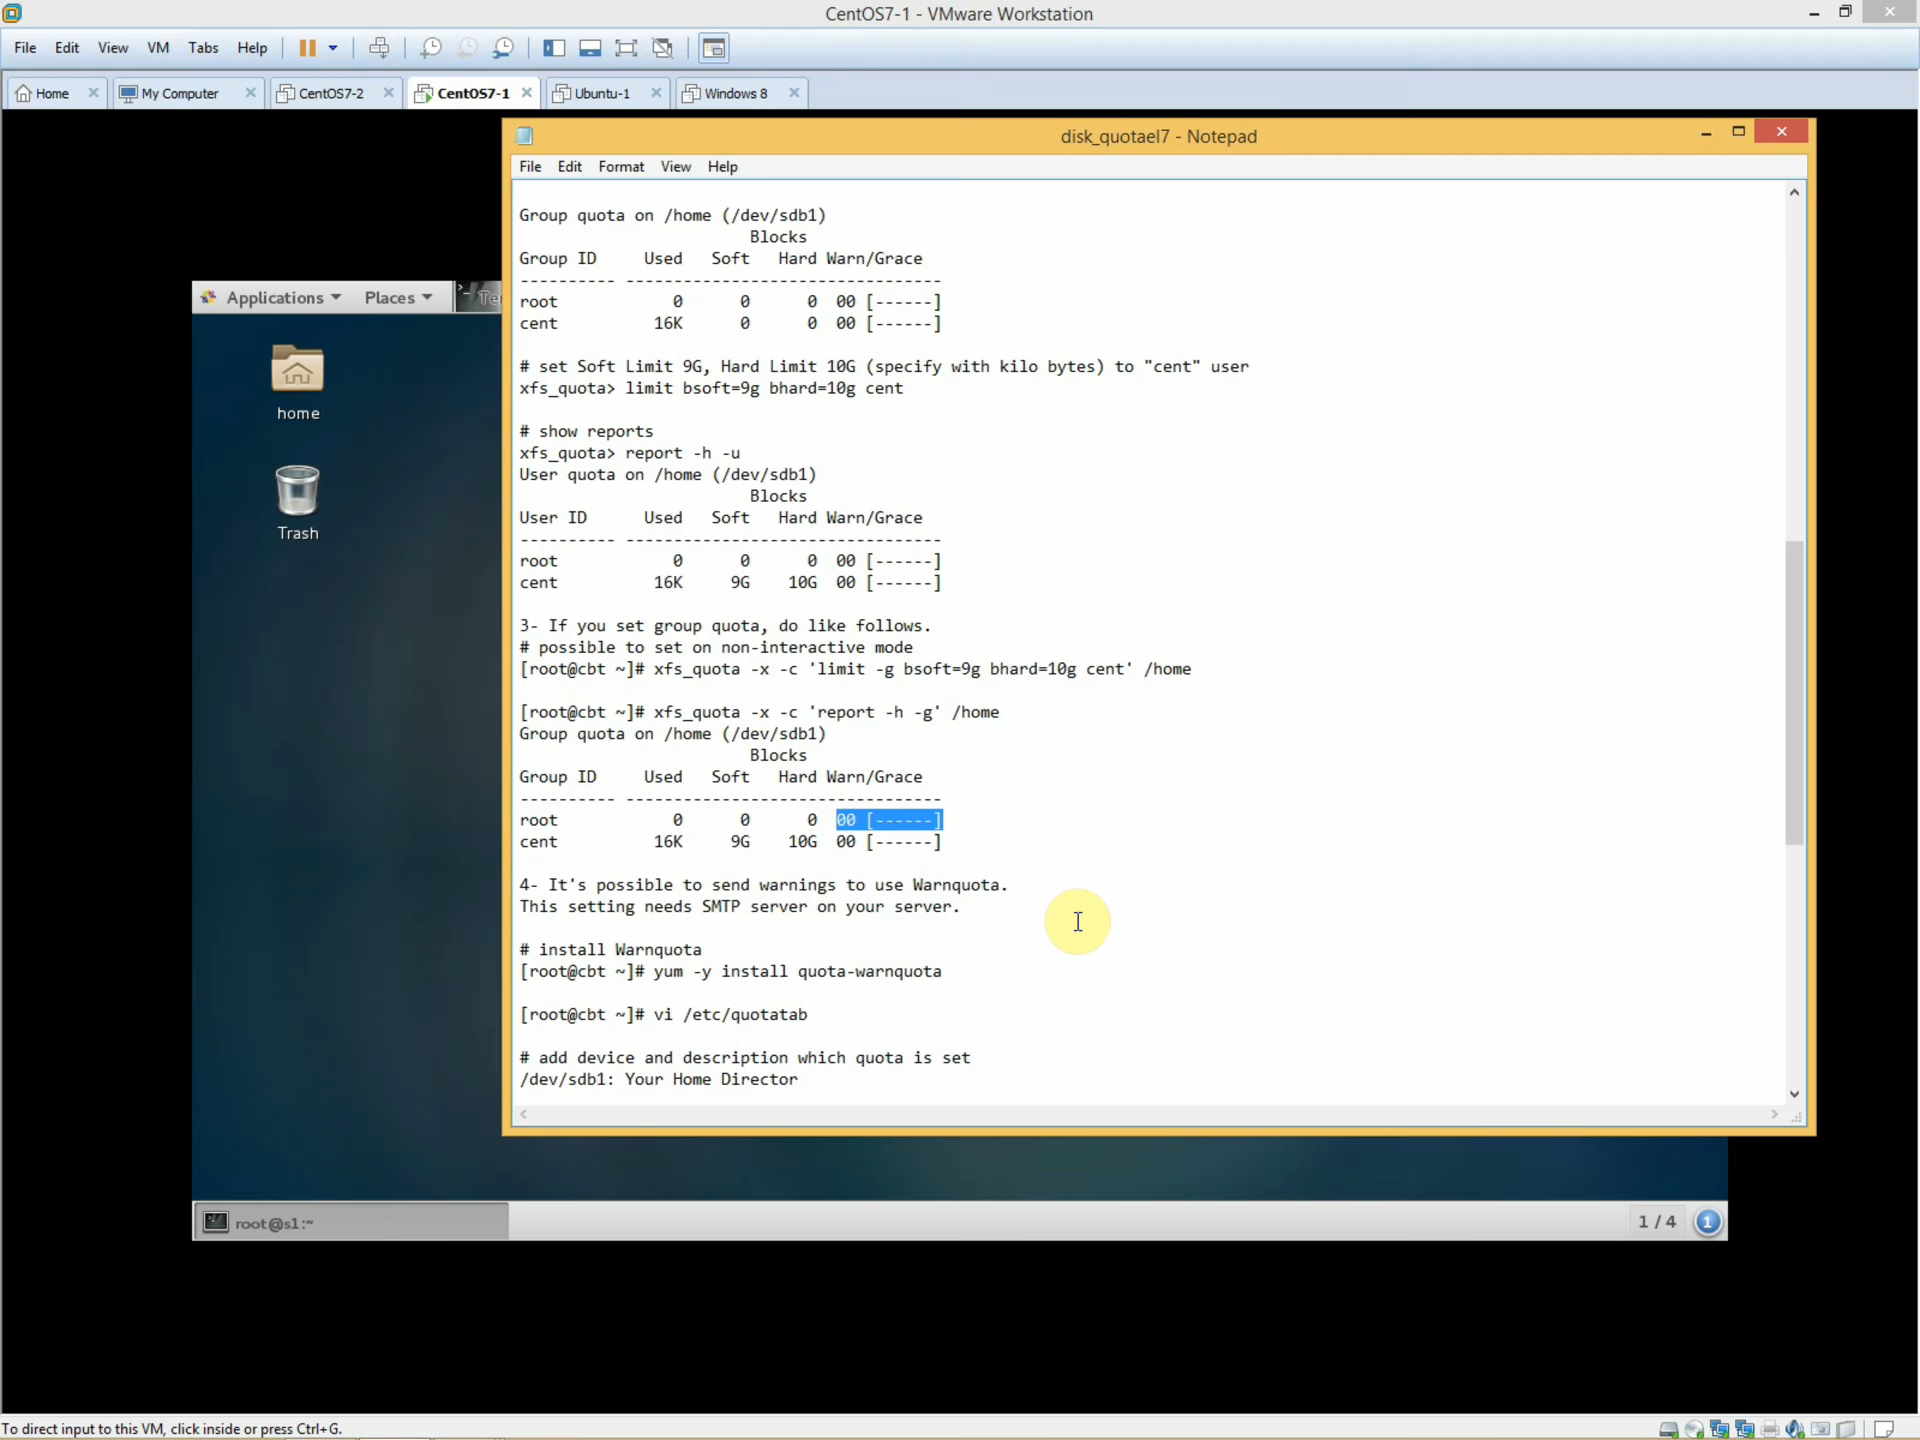 CentOS7-1 - VMware Workstation
File Edit View VM Tabs Help
Home My Computer CentOS7-2 CentOS7-1 Ubuntu-1 Windows 8
disk_quotael7 - Notepad
File Edit Format View Help
Group quota on /home (/dev/sdb1)
Blocks
Group ID Used Soft Hard Warn/Grace
---------- ---------------------------------
root 0 0 0 00 [------]
cent 16K 0 0 00 [------]
# set Soft Limit 9G, Hard Limit 10G (specify with kilo bytes) to "cent" user
xfs_quota> limit bsoft=9g bhard=10g cent
# show reports
xfs_quota> report -h -u
User quota on /home (/dev/sdb1)
Blocks
User ID Used Soft Hard Warn/Grace
---------- ---------------------------------
root 0 0 0 00 [------]
cent 16K 9G 10G 00 [------]
3- If you set group quota, do like follows.
# possible to set on non-interactive mode
[root@cbt ~]# xfs_quota -x -c 'limit -g bsoft=9g bhard=10g cent' /home
[root@cbt ~]# xfs_quota -x -c 'report -h -g' /home
Group quota on /home (/dev/sdb1)
Blocks
Group ID Used Soft Hard Warn/Grace
---------- ---------------------------------
root 0 0 0 00 [------]
cent 16K 9G 10G 00 [------]
4- It's possible to send warnings to use Warnquota.
This setting needs SMTP server on your server.
# install Warnquota
[root@cbt ~]# yum -y install quota-warnquota
[root@cbt ~]# vi /etc/quotatab
# add device and description which quota is set
/dev/sdb1: Your Home Director
Applications Places Te
home
Trash
root@s1:~
1 / 4 1
To direct input to this VM, click inside or press Ctrl+G.